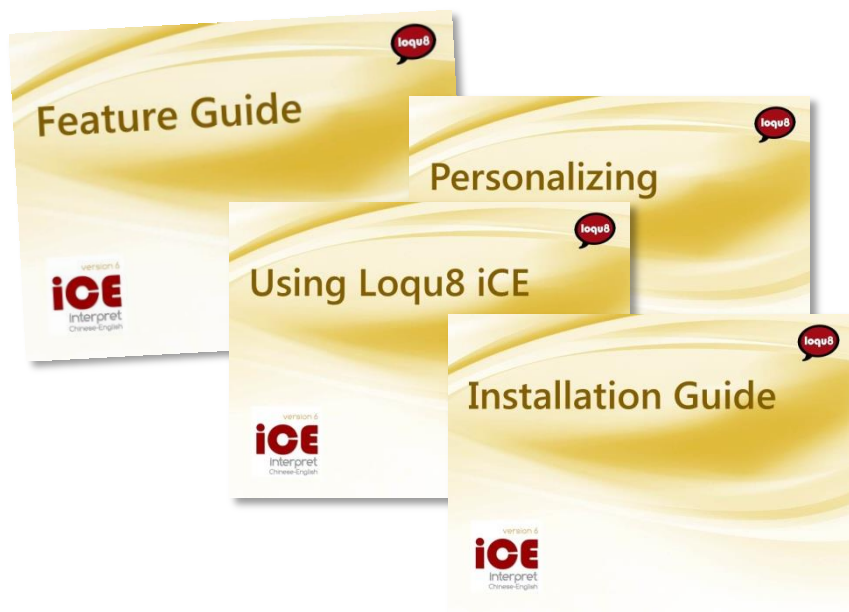 loqu8
Feature Guide
version 6
iCE
Interpret
Chinese-English
loqu8
Personalizing
loqu8
Using Loqu8 iCE
version 6
iCE
Interpret
Chinese-English
loqu8
Installation Guide
version 6
iCE
Interpret
Chinese-English